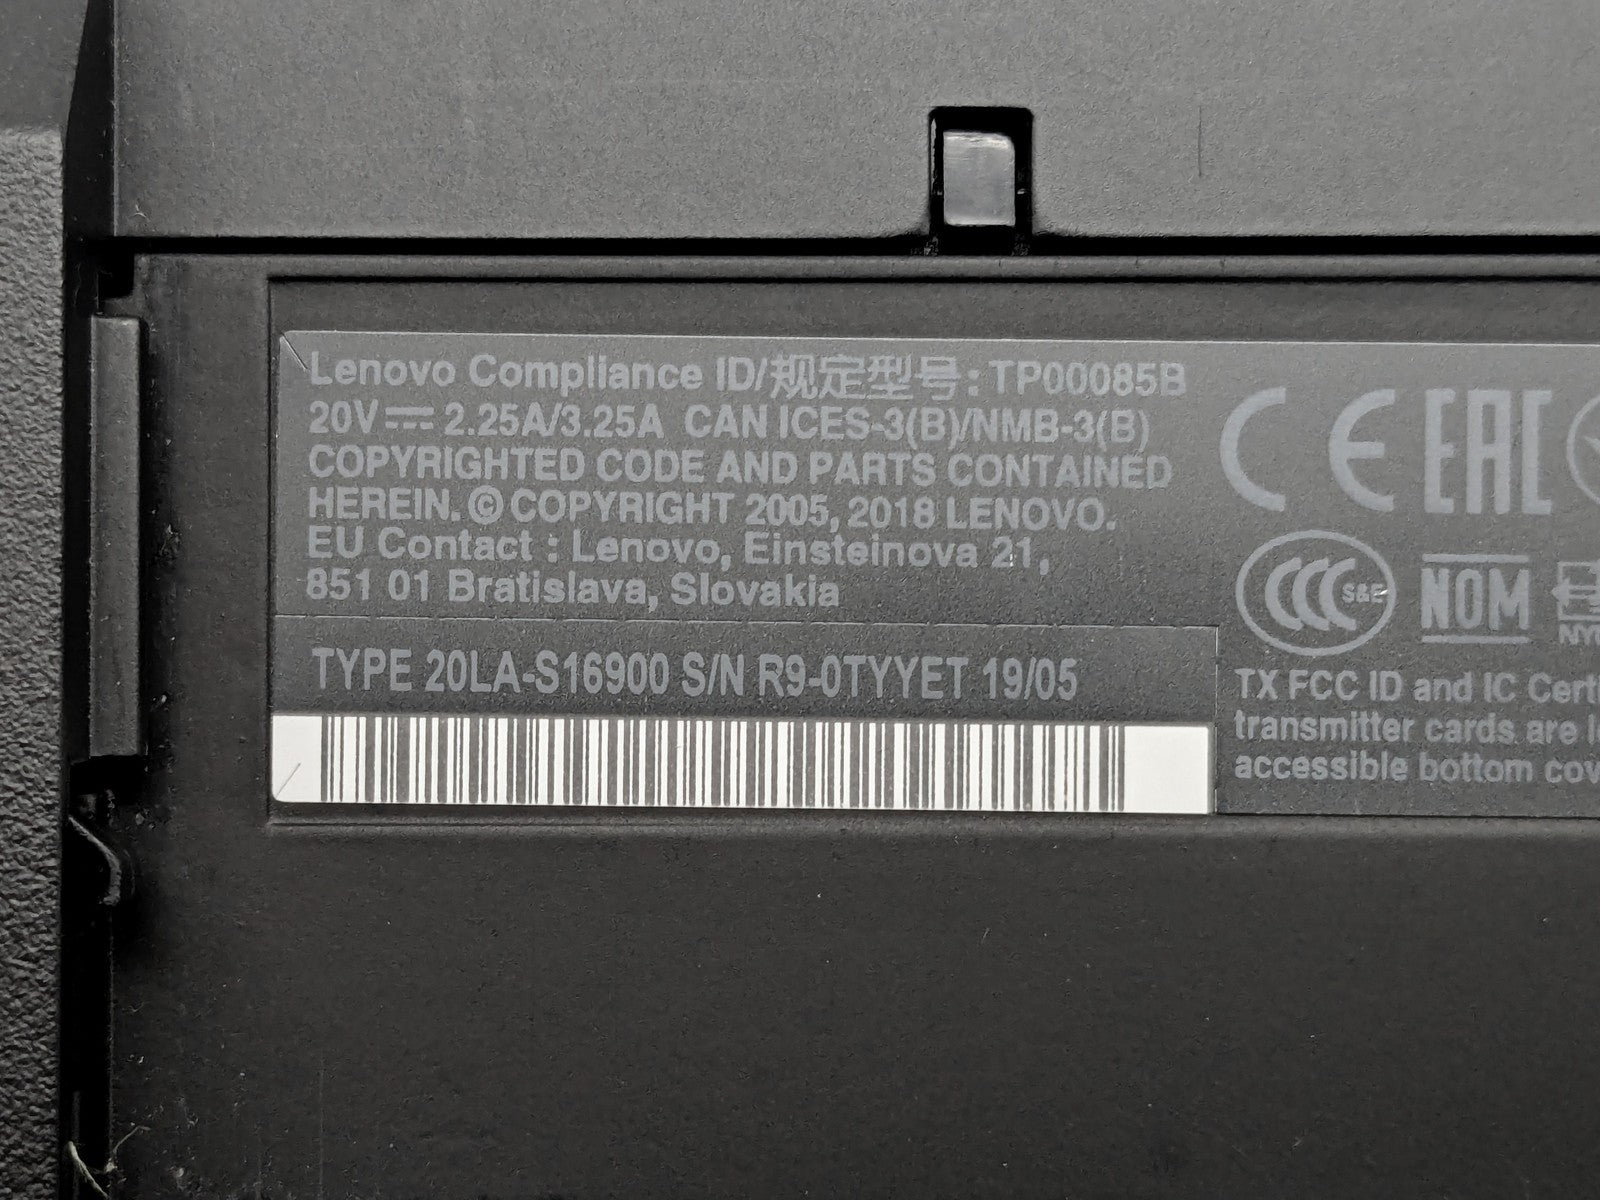 Lenovo Compliance ID/规定型号: TP00085B
20V⎓ 2.25A/3.25A CAN ICES-3(B)/NMB-3(B)
COPYRIGHTED CODE AND PARTS CONTAINED
HEREIN. © COPYRIGHT 2005, 2018 LENOVO.
EU Contact : Lenovo, Einsteinova 21,
851 01 Bratislava, Slovakia
TYPE 20LA-S16900 S/N R9-0TYYET 19/05
CE EAC
CCC S&E NOM
TX FCC ID and IC
transmitter cards are
accessible bottom